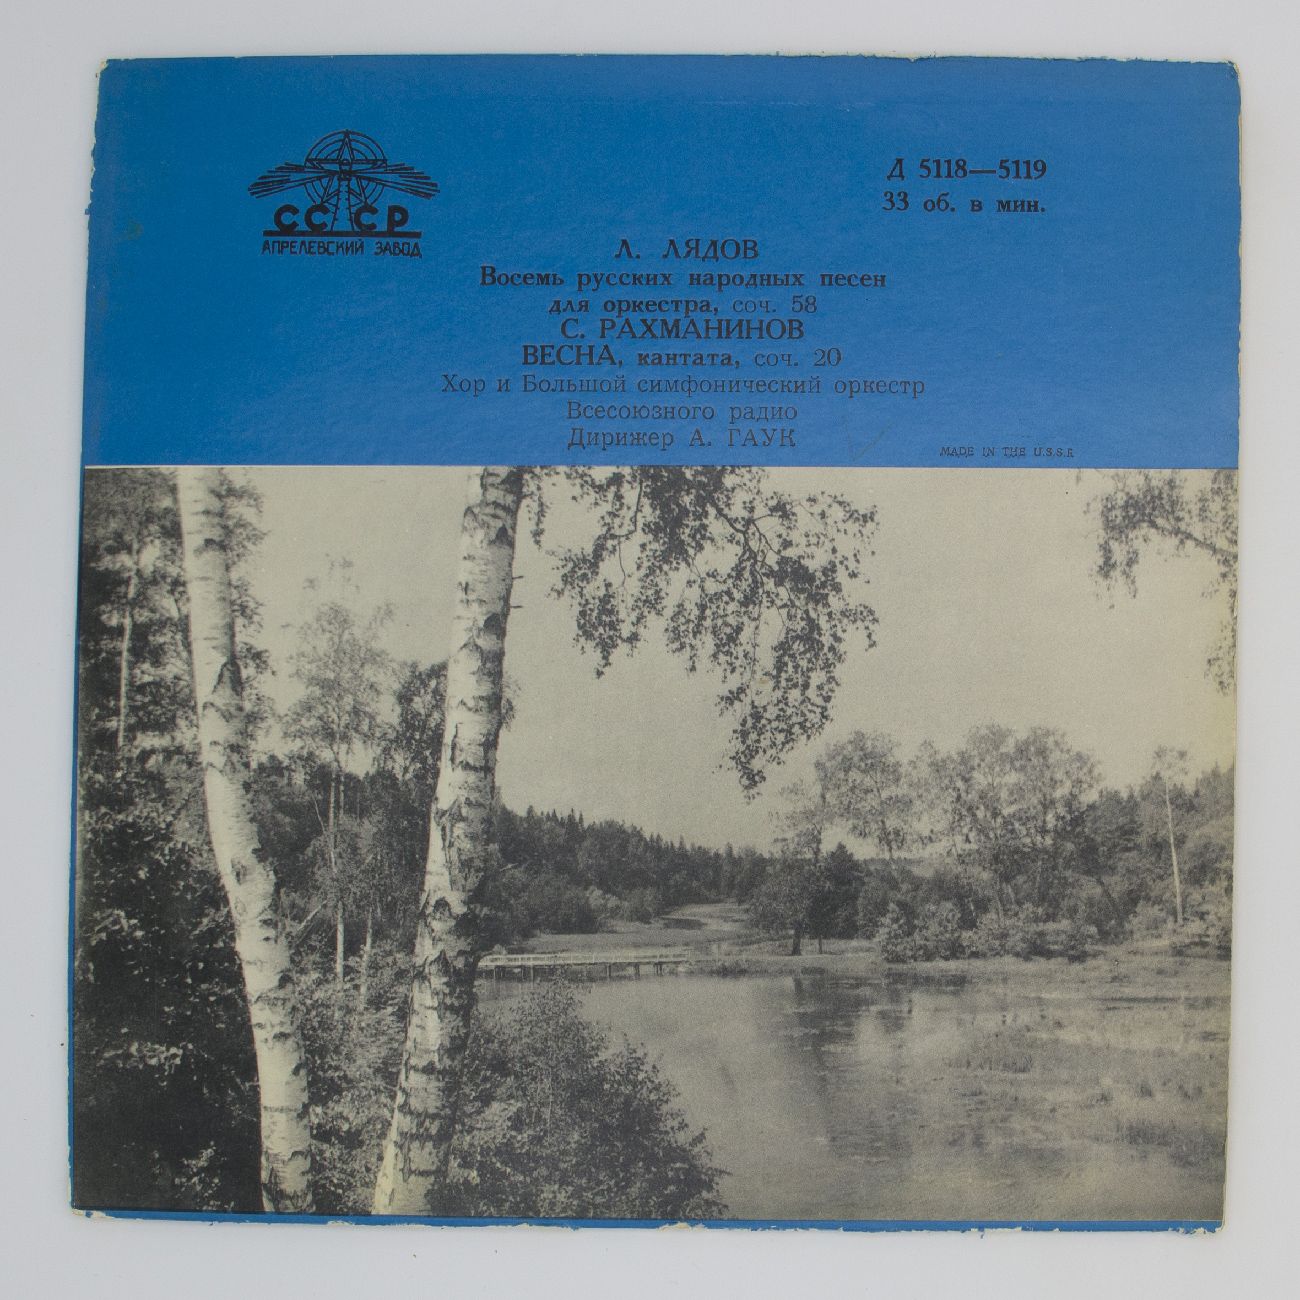 СССР
АПРЕЛЕВСКИЙ ЗАВОД
Д 5118—5119
33 об. в мин.
Л. ЛЯДОВ
Восемь русских народных песен
для оркестра, соч. 58
С. РАХМАНИНОВ
ВЕСНА, кантата, соч. 20
Хор и Большой симфонический оркестр
Всесоюзного радио
Дирижер А. ГАУК
MADE IN THE U.S.S.R.